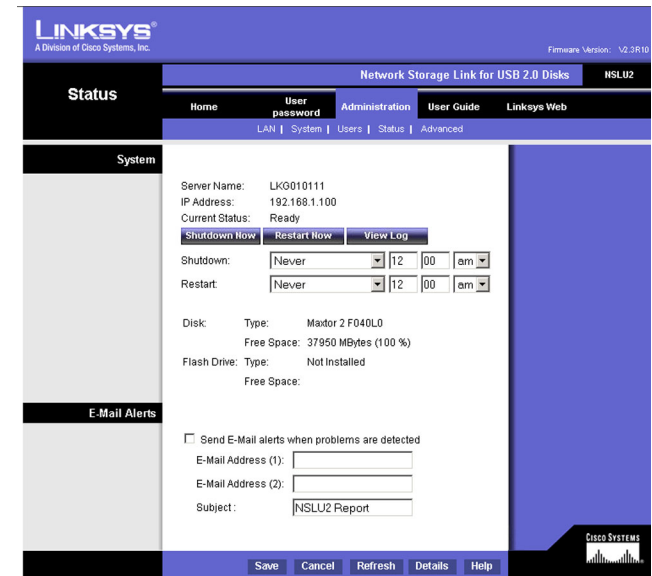 LINKSYS®
A Division of Cisco Systems, Inc.
Firmware Version: V2.3R10
Network Storage Link for USB 2.0 Disks NSLU2
Status
Home User password Administration User Guide Linksys Web
LAN | System | Users | Status | Advanced
System
Server Name: LKG010111
IP Address: 192.168.1.100
Current Status: Ready
Shutdown Now Restart Now View Log
Shutdown: Never 12 00 am
Restart: Never 12 00 am
Disk: Type: Maxtor 2 F040L0
Free Space: 37950 MBytes (100 %)
Flash Drive: Type: Not Installed
Free Space:
E-Mail Alerts
Send E-Mail alerts when problems are detected
E-Mail Address (1):
E-Mail Address (2):
Subject : NSLU2 Report
CISCO SYSTEMS
Save Cancel Refresh Details Help